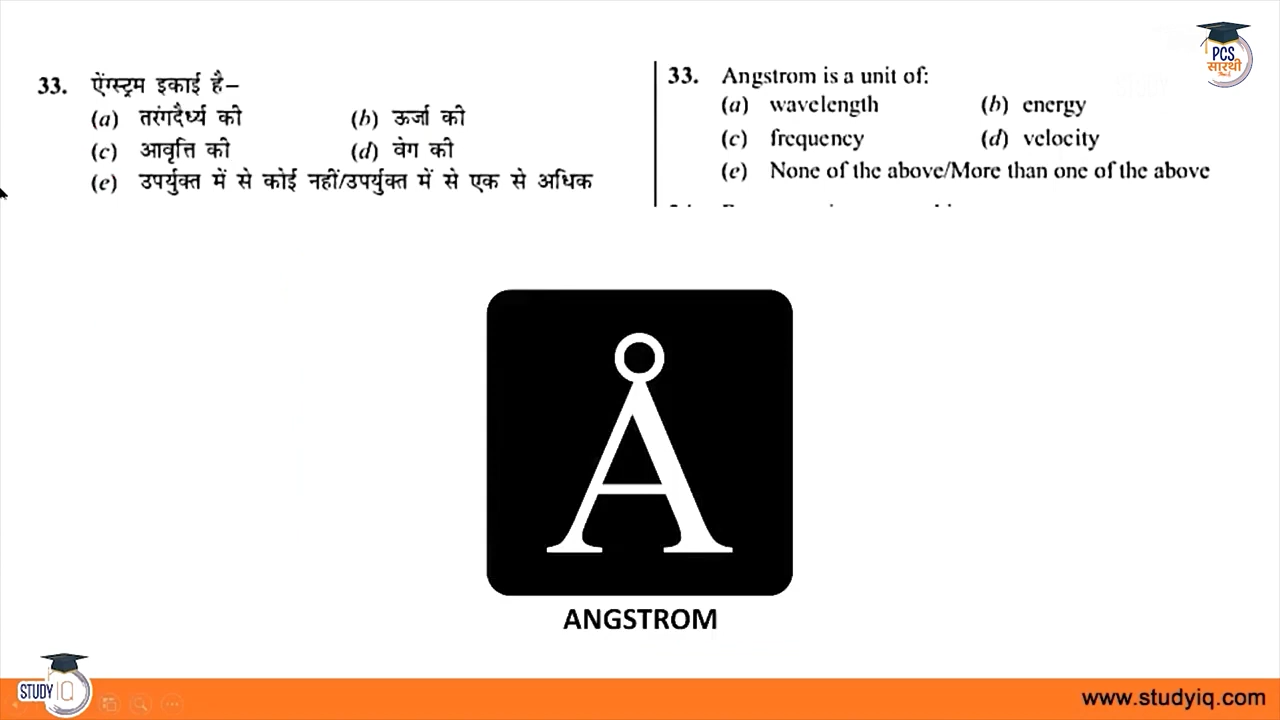 PCS
सारथी
33. ऐंग्स्ट्रम इकाई है–
(a) तरंगदैर्ध्य की (b) ऊर्जा की
(c) आवृत्ति की (d) वेग की
(e) उपर्युक्त में से कोई नहीं/उपर्युक्त में से एक से अधिक
33. Angstrom is a unit of:
(a) wavelength (b) energy
(c) frequency (d) velocity
(e) None of the above/More than one of the above
Å
ANGSTROM
STUDY IQ
www.studyiq.com